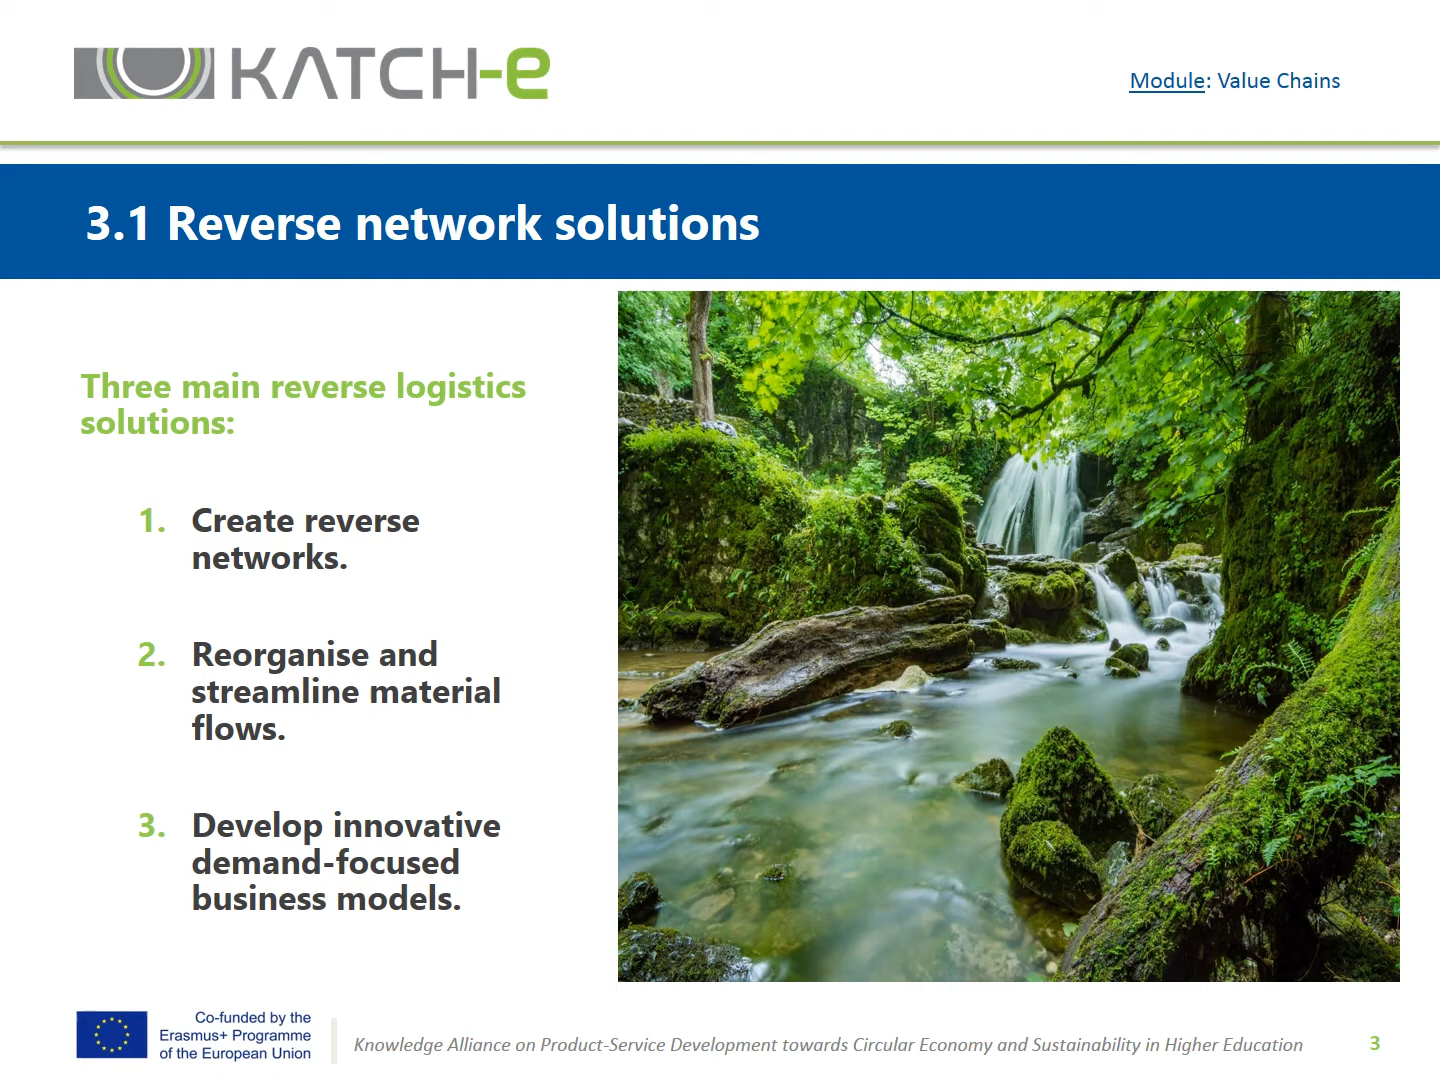 KATCH-e
Module: Value Chains
3.1 Reverse network solutions
Three main reverse logistics
solutions:
1. Create reverse
networks.
2. Reorganise and
streamline material
flows.
3. Develop innovative
demand-focused
business models.
Co-funded by the
Erasmus+ Programme
of the European Union
Knowledge Alliance on Product-Service Development towards Circular Economy and Sustainability in Higher Education
3